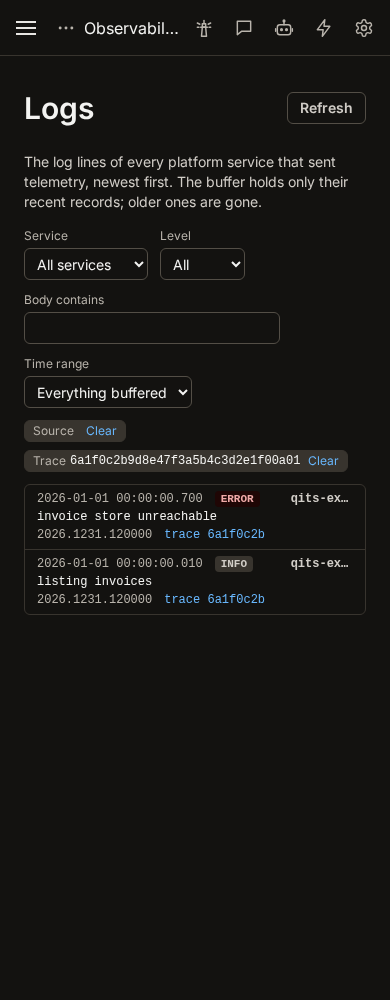 Observabil...
Logs
Refresh
The log lines of every platform service that sent
telemetry, newest first. The buffer holds only their
recent records; older ones are gone.
Service
Level
All services
All
Body contains
Time range
Everything buffered
Source Clear
Trace 6a1f0c2b9d8e47f3a5b4c3d2e1f00a01 Clear
2026-01-01 00:00:00.700 ERROR qits-ex…
invoice store unreachable
2026.1231.120000 trace 6a1f0c2b
2026-01-01 00:00:00.010 INFO qits-ex…
listing invoices
2026.1231.120000 trace 6a1f0c2b